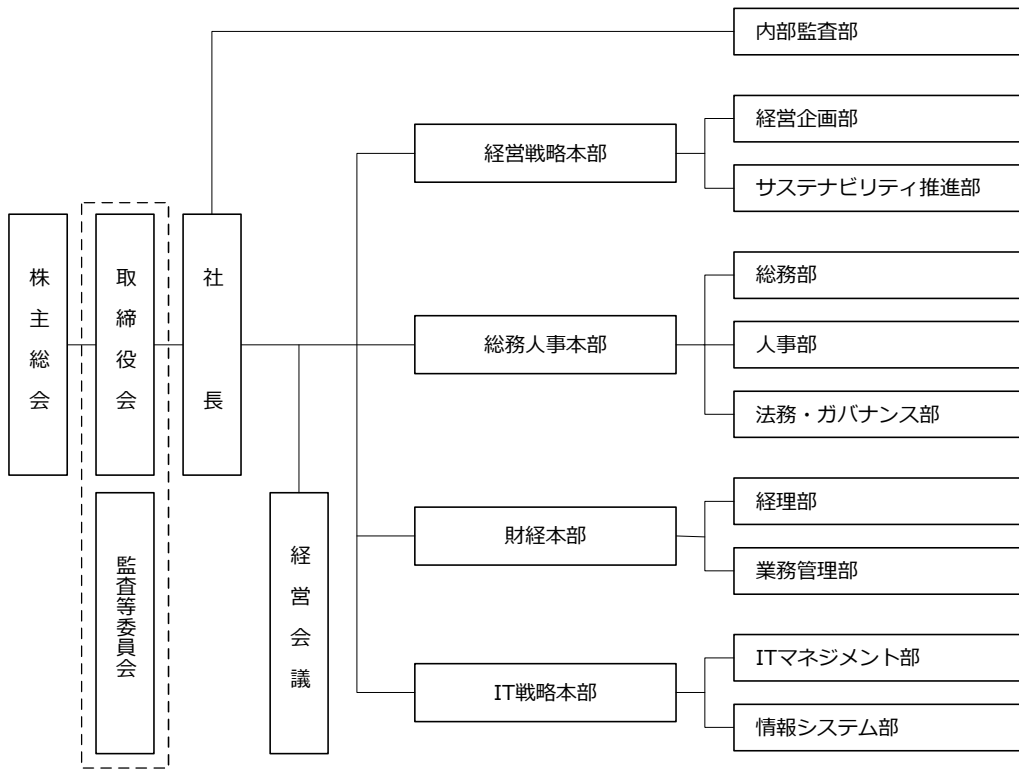 株主総会
取締役会
監査等委員会
社長
経営会議
内部監査部
経営戦略本部
経営企画部
サステナビリティ推進部
総務人事本部
総務部
人事部
法務・ガバナンス部
財経本部
経理部
業務管理部
IT戦略本部
ITマネジメント部
情報システム部